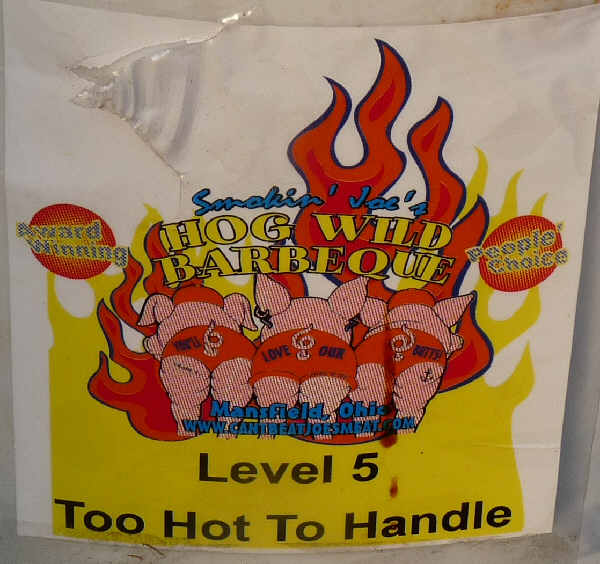 Smokin' Joe's
HOG WILD
BARBEQUE
Award
Winning
People'
Choice
YOU'LL
LOVE OUR
BUTTS!
Mansfield, Ohio
WWW.CANTBEATJOESMEAT.COM
Level 5
Too Hot To Handle